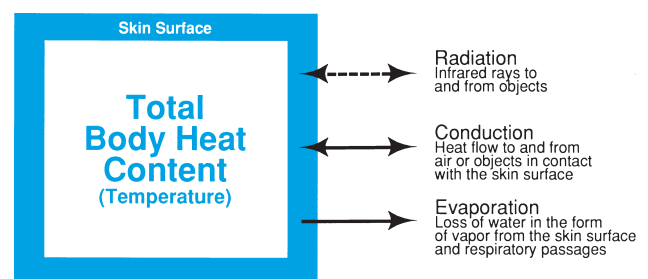 Skin Surface
Total
Body Heat
Content
(Temperature)
Radiation
Infrared rays to
and from objects
Conduction
Heat flow to and from
air or objects in contact
with the skin surface
Evaporation
Loss of water in the form
of vapor from the skin surface
and respiratory passages